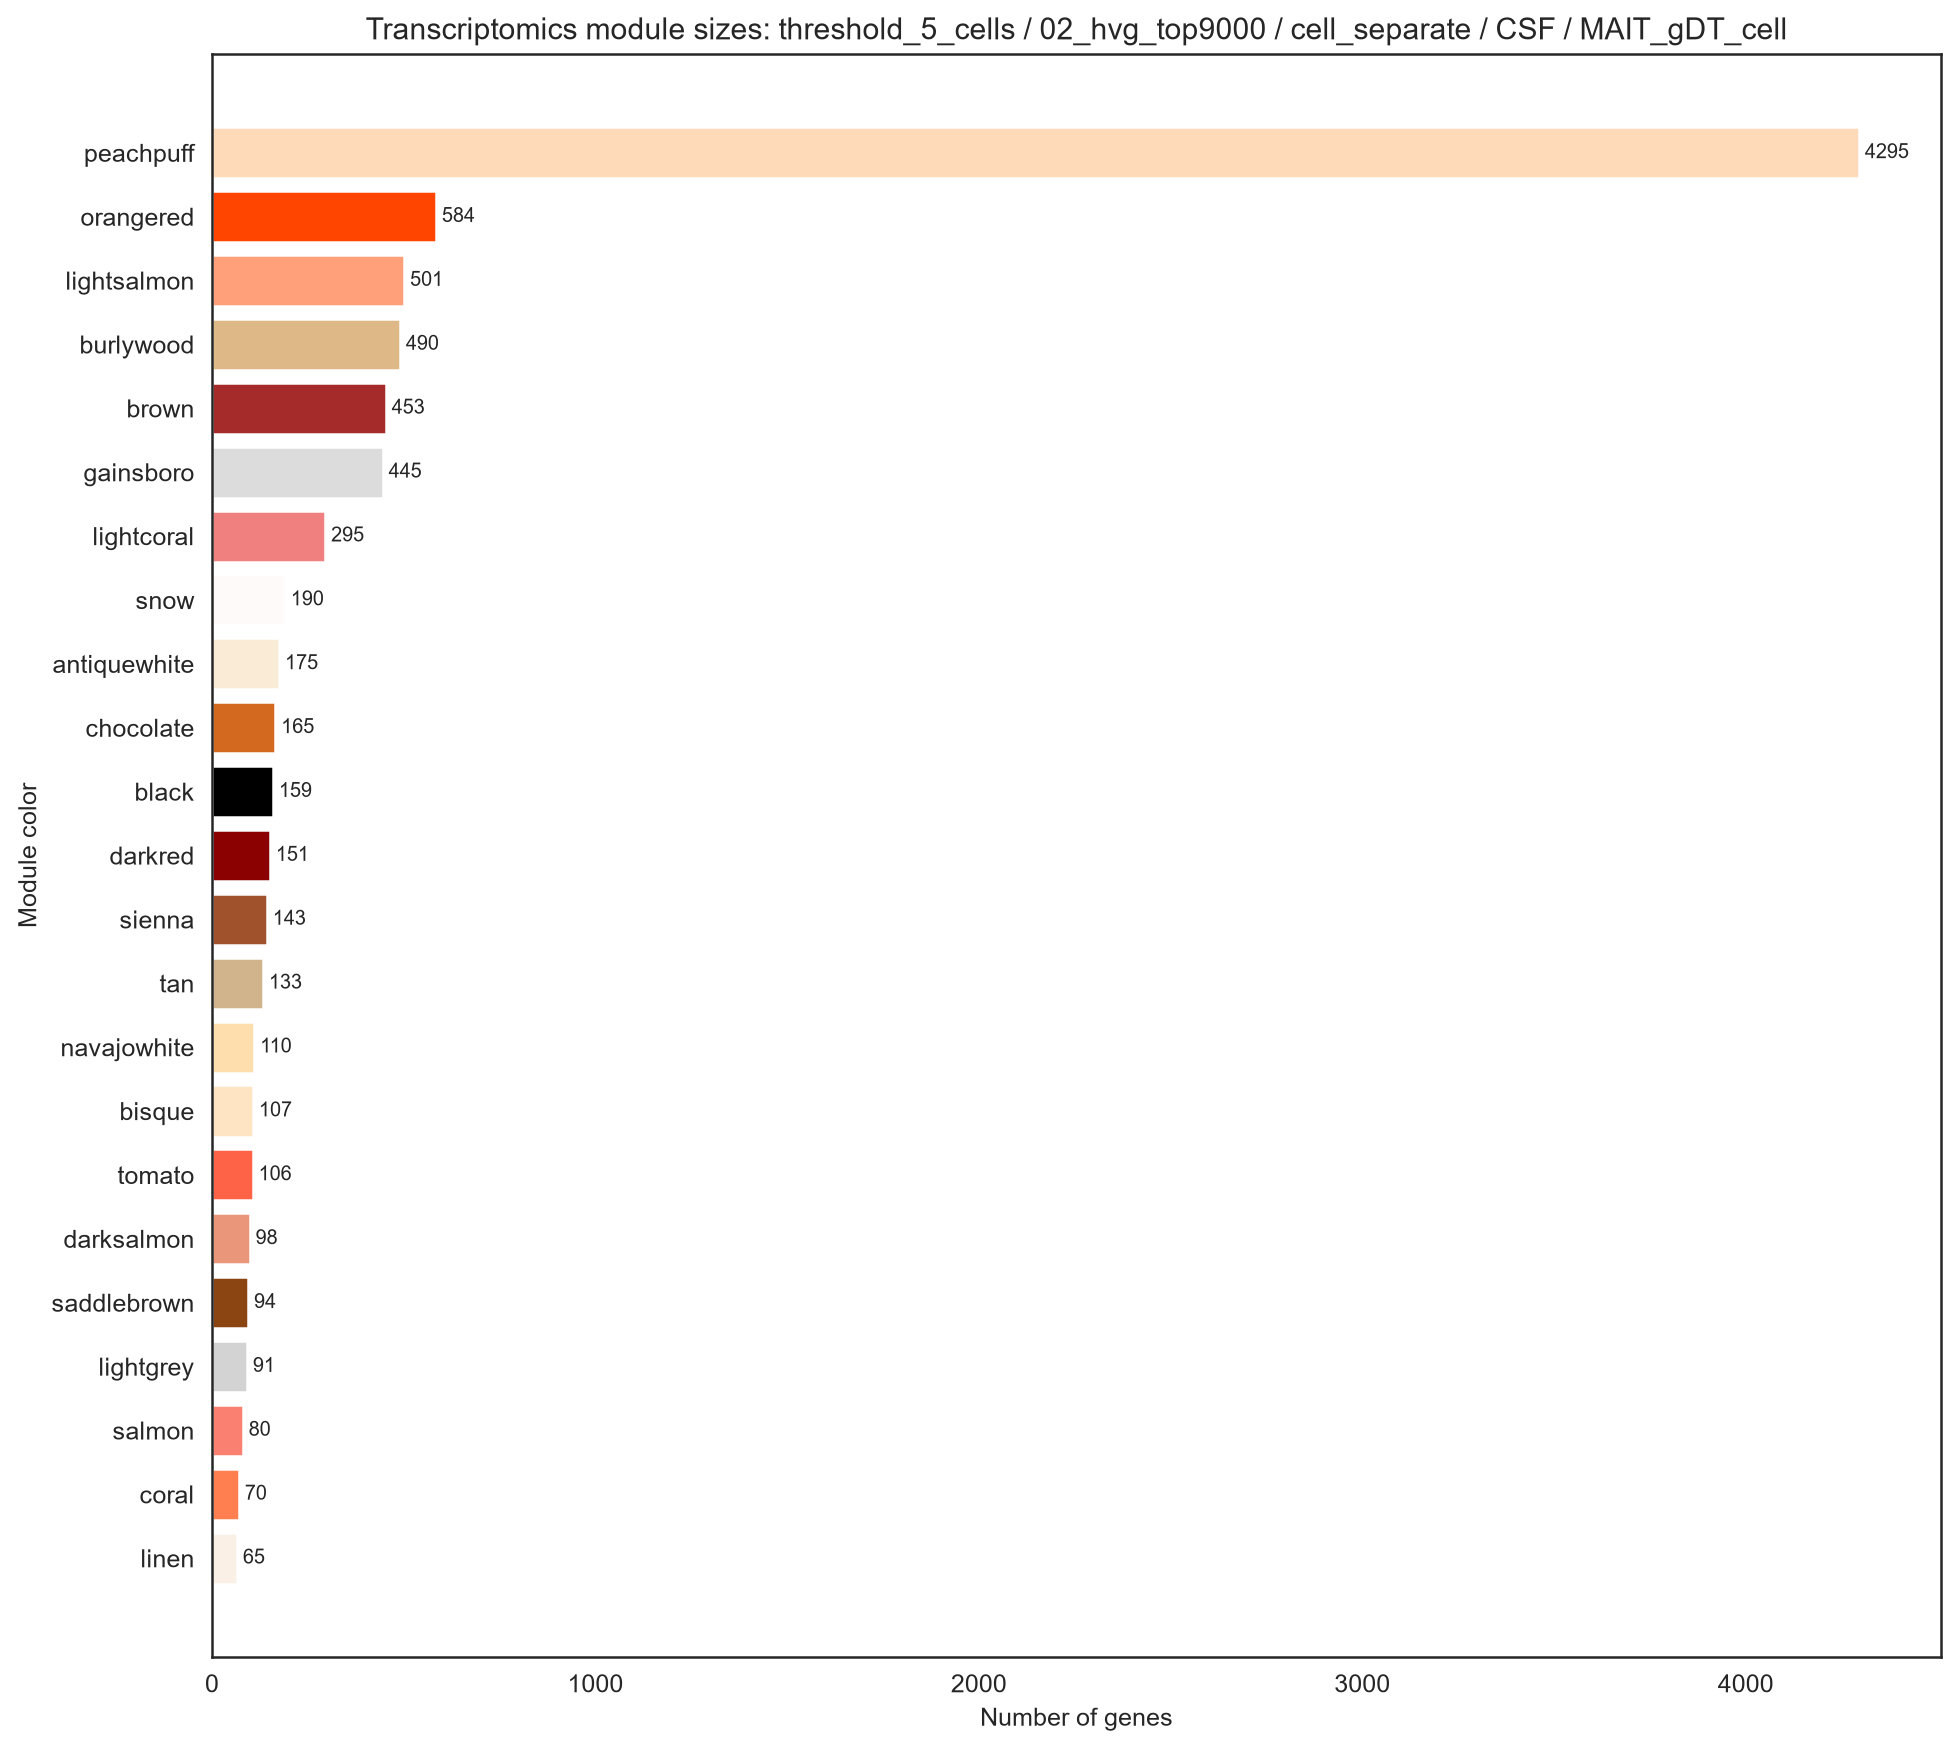 Transcriptomics module sizes: threshold_5_cells / 02_hvg_top9000 / cell_separate / CSF / MAIT_gDT_cell
peachpuff 4295
orangered 584
lightsalmon 501
burlywood 490
brown 453
gainsboro 445
lightcoral 295
snow 190
antiquewhite 175
chocolate 165
black 159
darkred 151
sienna 143
tan 133
navajowhite 110
bisque 107
tomato 106
darksalmon 98
saddlebrown 94
lightgrey 91
salmon 80
coral 70
linen 65
Module color
0 1000 2000 3000 4000
Number of genes